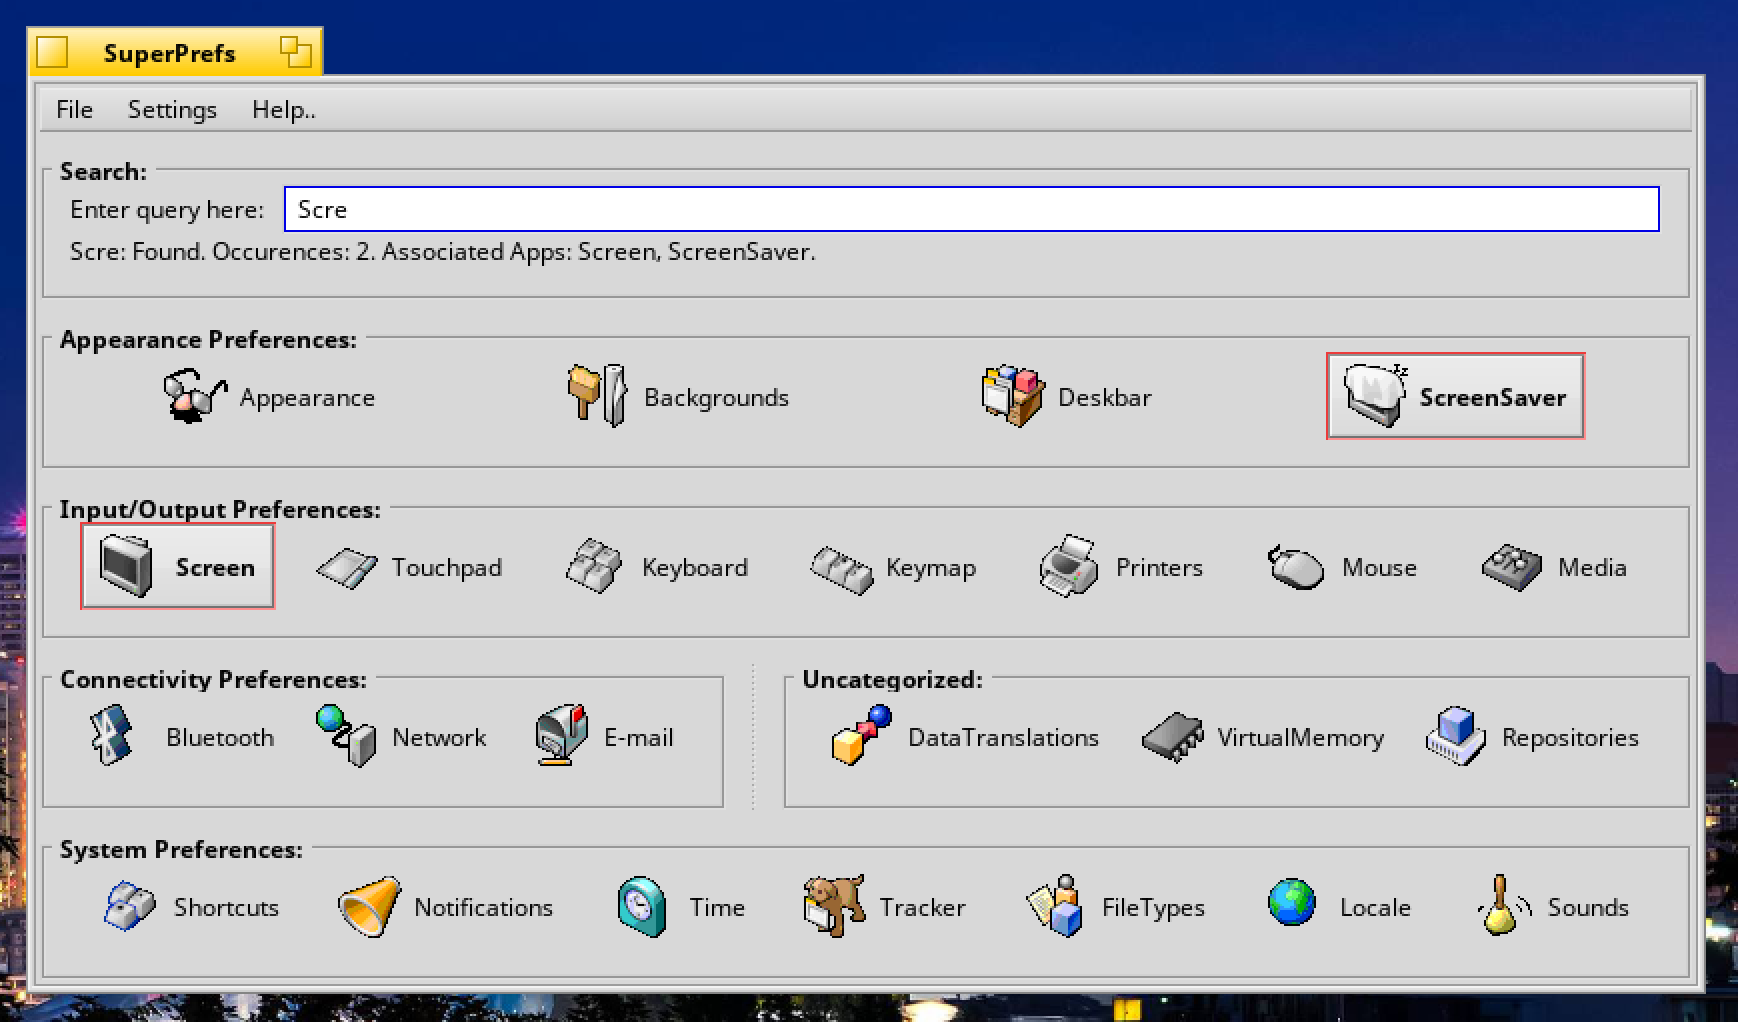 SuperPrefs
File Settings Help..
Search:
Enter query here: Scre
Scre: Found. Occurences: 2. Associated Apps: Screen, ScreenSaver.
Appearance Preferences:
Appearance Backgrounds Deskbar ScreenSaver
Input/Output Preferences:
Screen Touchpad Keyboard Keymap Printers Mouse Media
Connectivity Preferences:
Bluetooth Network E-mail
Uncategorized:
DataTranslations VirtualMemory Repositories
System Preferences:
Shortcuts Notifications Time Tracker FileTypes Locale Sounds